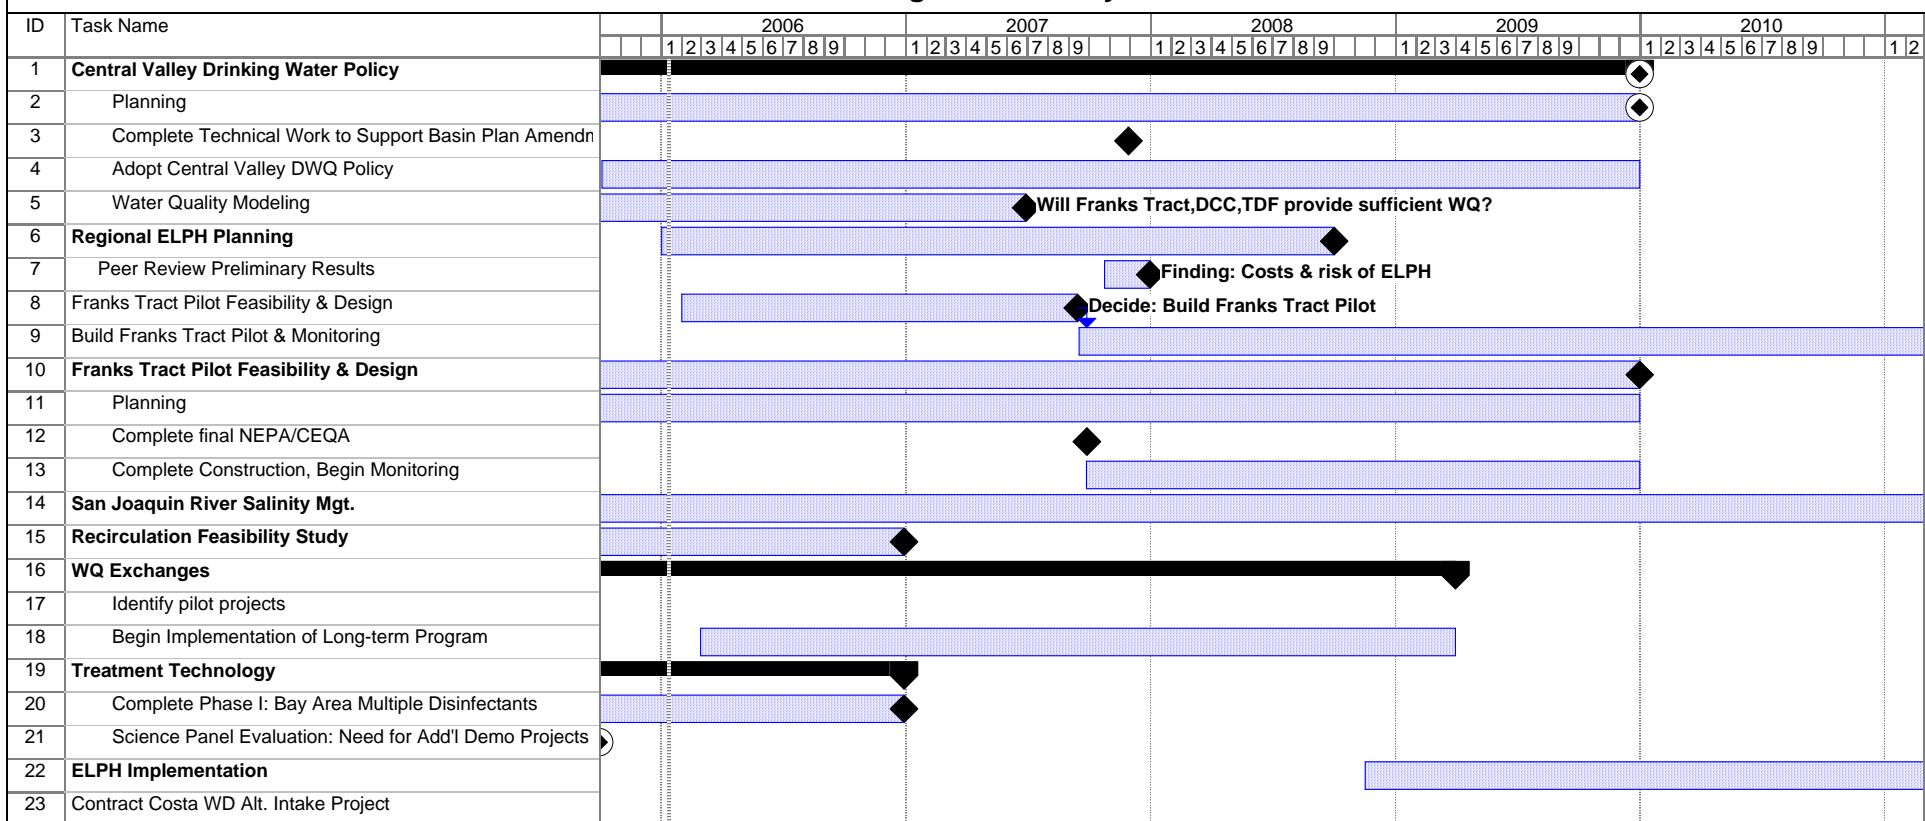 ID Task Name 2006 2007 2008 2009 2010
1 2 3 4 5 6 7 8 9 1 2 3 4 5 6 7 8 9 1 2 3 4 5 6 7 8 9 1 2 3 4 5 6 7 8 9 1 2 3 4 5 6 7 8 9 1 2
1 Central Valley Drinking Water Policy
2 Planning
3 Complete Technical Work to Support Basin Plan Amendn
4 Adopt Central Valley DWQ Policy
5 Water Quality Modeling Will Franks Tract,DCC,TDF provide sufficient WQ?
6 Regional ELPH Planning
7 Peer Review Preliminary Results Finding: Costs & risk of ELPH
8 Franks Tract Pilot Feasibility & Design Decide: Build Franks Tract Pilot
9 Build Franks Tract Pilot & Monitoring
10 Franks Tract Pilot Feasibility & Design
11 Planning
12 Complete final NEPA/CEQA
13 Complete Construction, Begin Monitoring
14 San Joaquin River Salinity Mgt.
15 Recirculation Feasibility Study
16 WQ Exchanges
17 Identify pilot projects
18 Begin Implementation of Long-term Program
19 Treatment Technology
20 Complete Phase I: Bay Area Multiple Disinfectants
21 Science Panel Evaluation: Need for Add'l Demo Projects
22 ELPH Implementation
23 Contract Costa WD Alt. Intake Project